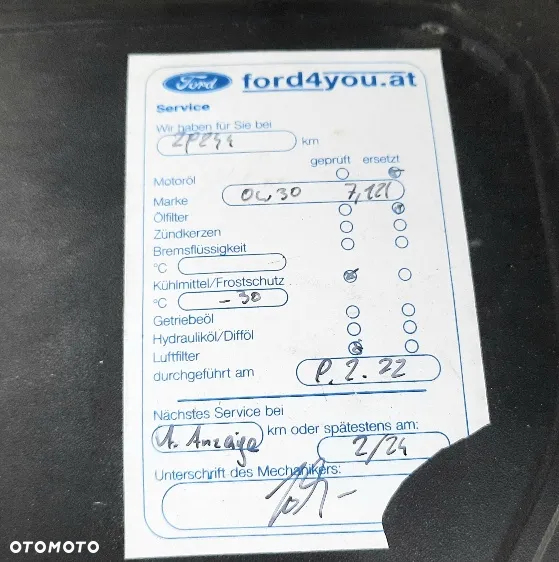 Ford ford4you.at
Service
Wir haben für Sie bei
km
geprüft ersetzt
Motoröl
Marke 0W30 7,12l
Ölfilter
Zündkerzen
Bremsflüssigkeit
°C
Kühlmittel/Frostschutz
°C -30
Getriebeöl
Hydrauliköl/Difföl
Luftfilter
durchgeführt am .2.22
Nächstes Service bei
lt. Anzeige km oder spätestens am:
2/24
Unterschrift des Mechanikers:
OTOMOTO